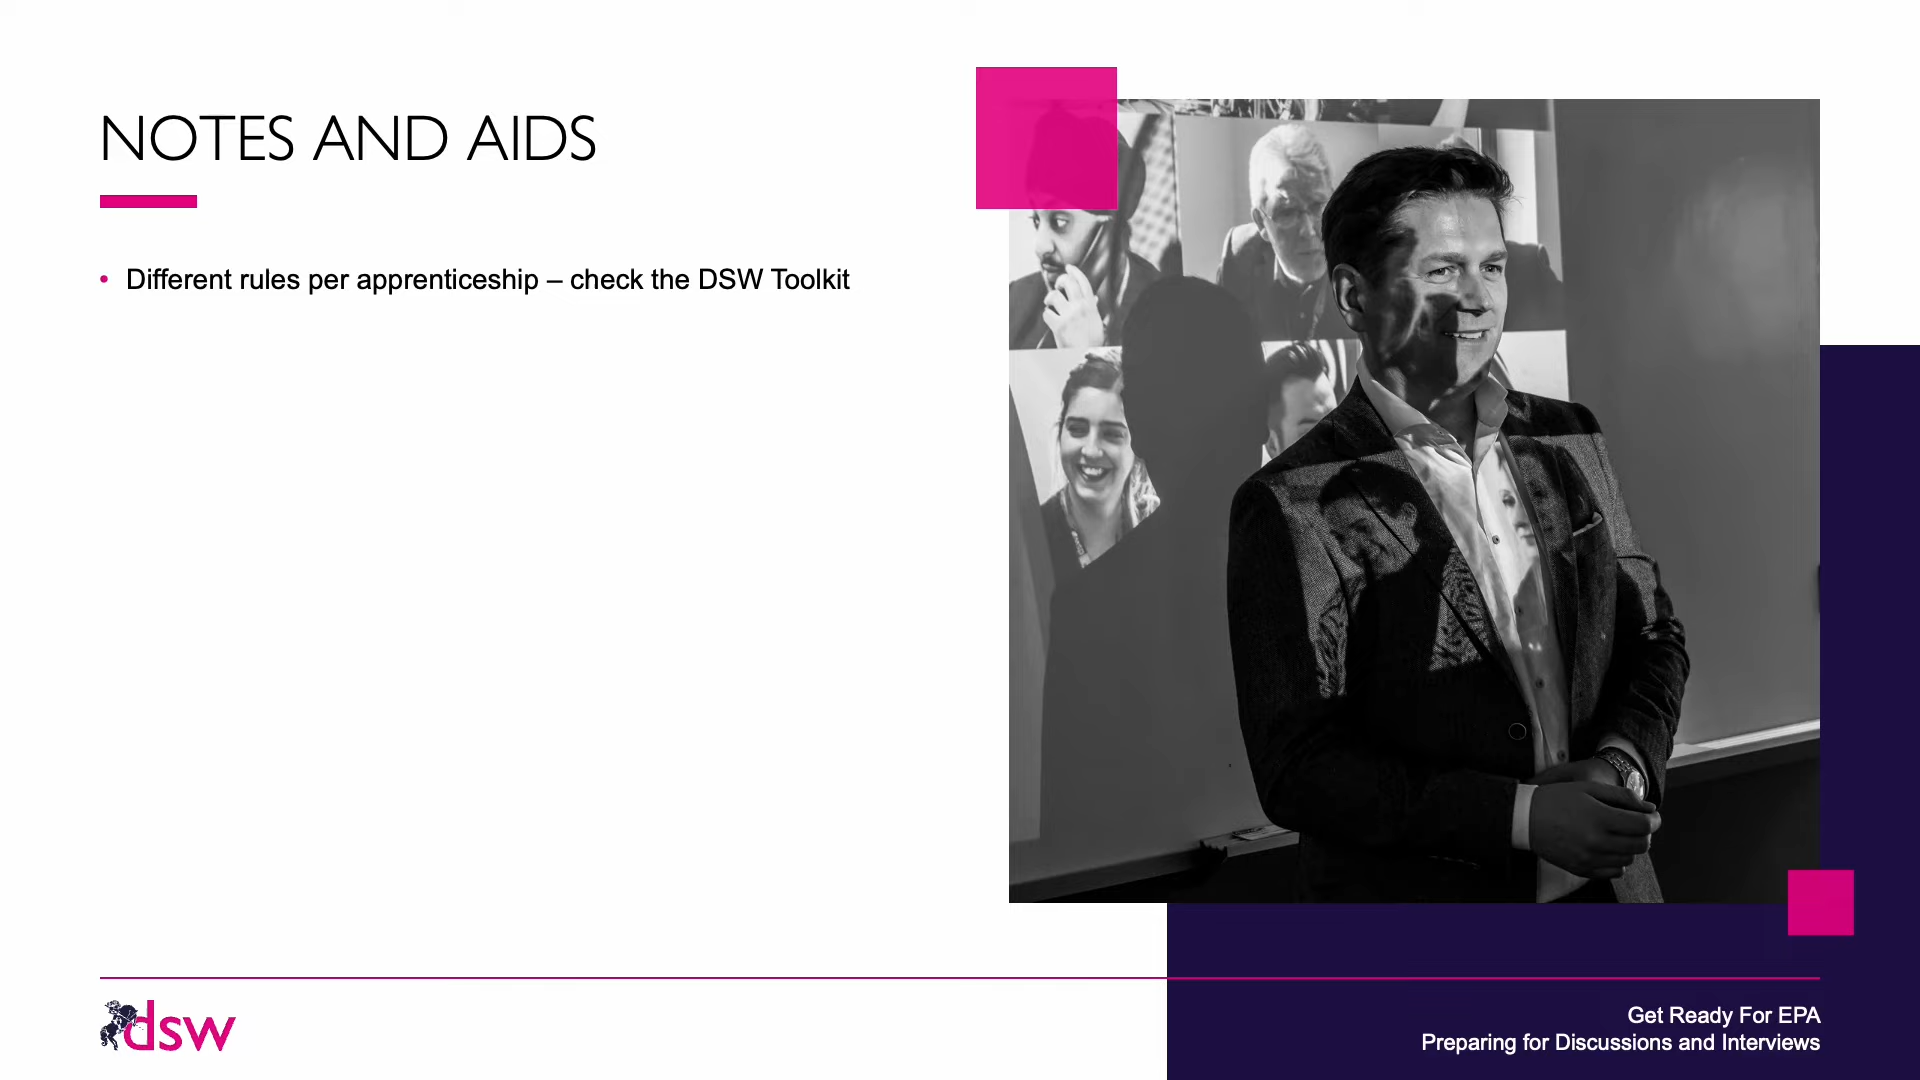 NOTES AND AIDS
• Different rules per apprenticeship – check the DSW Toolkit
dsw
Get Ready For EPA
Preparing for Discussions and Interviews